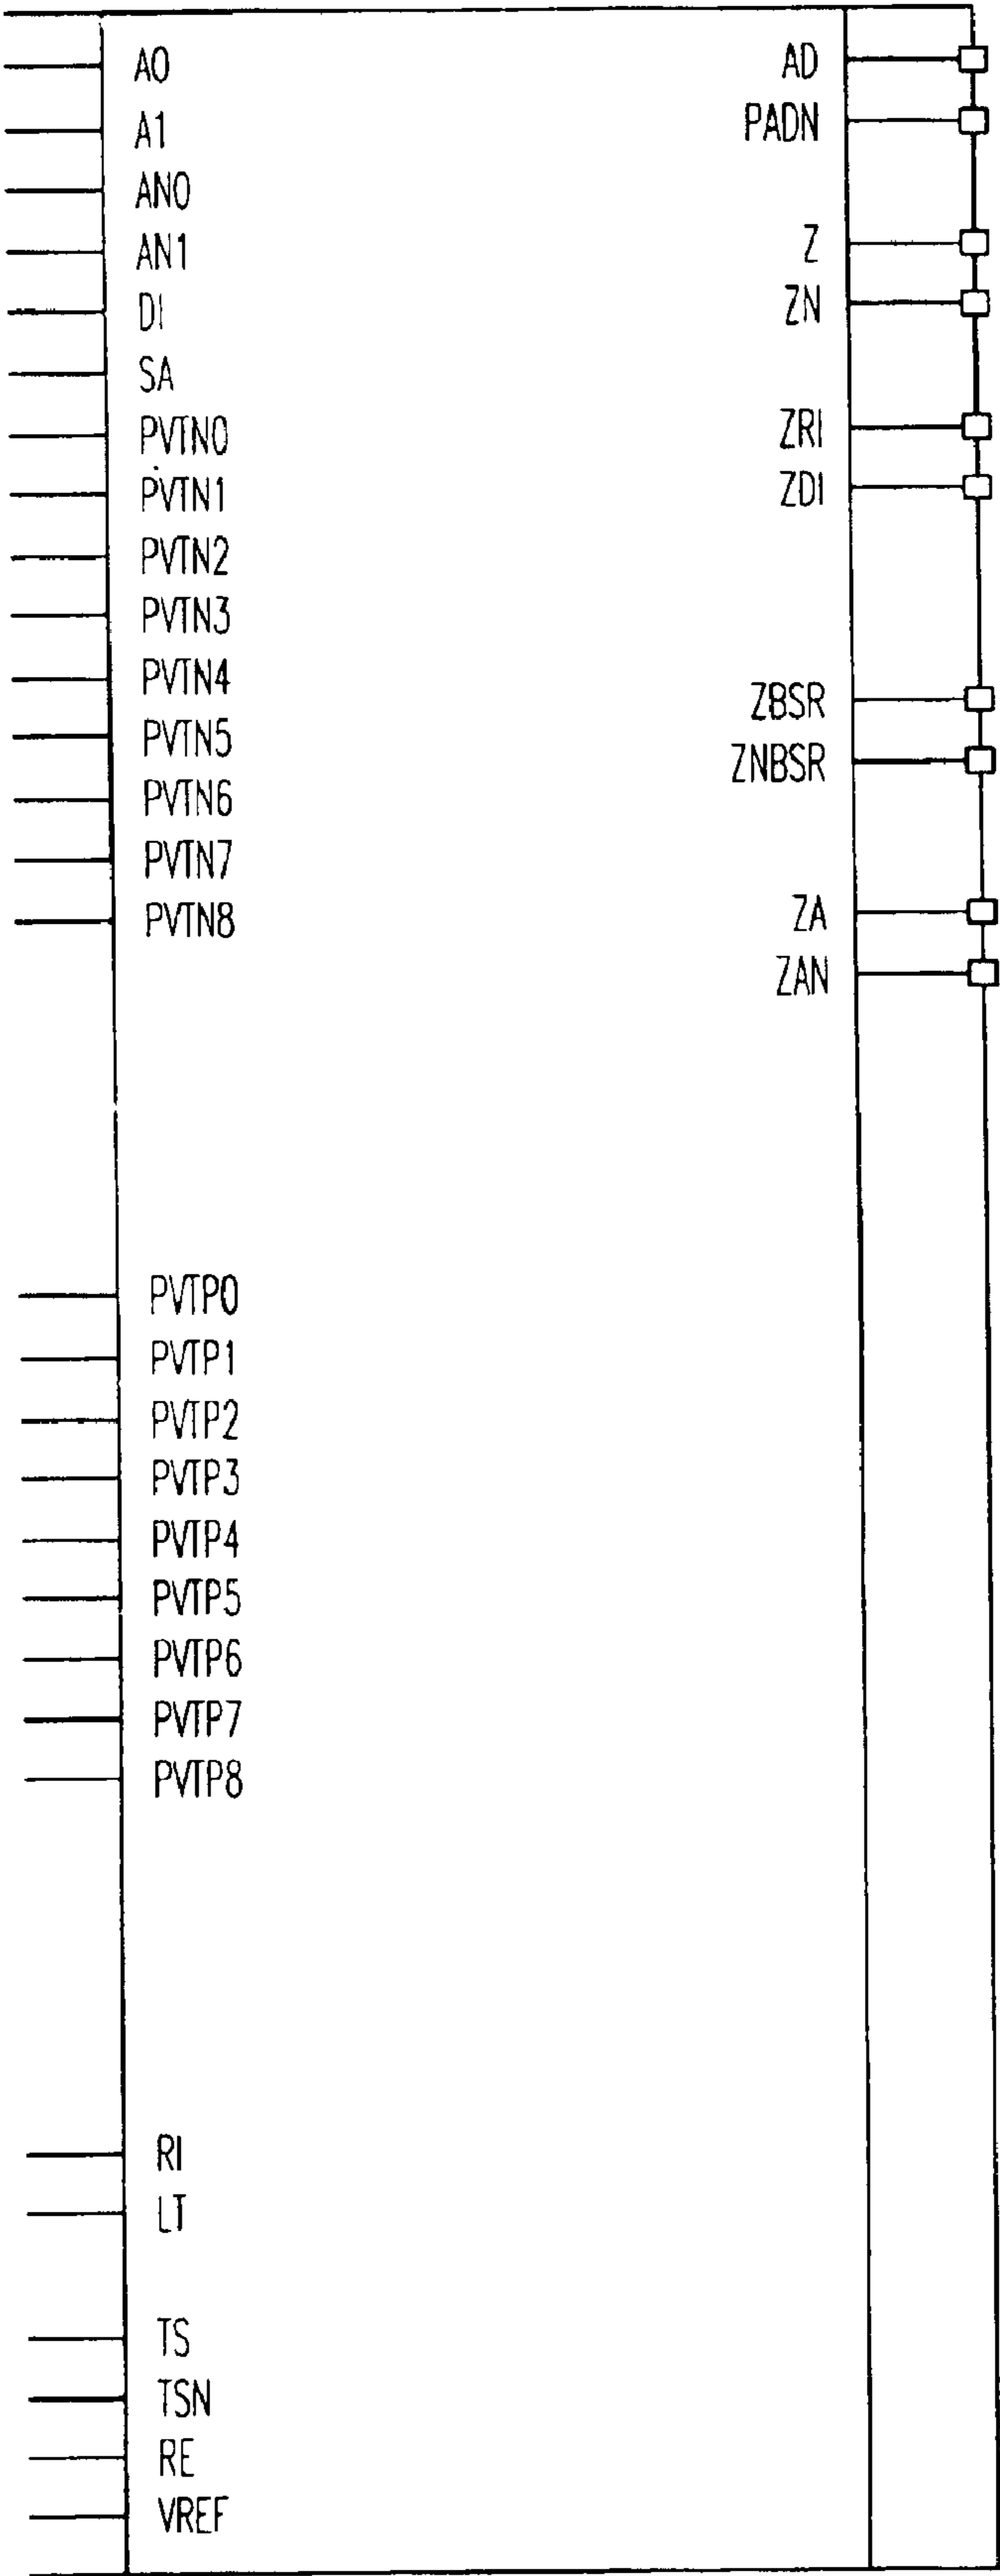 A0 AD
A1 PADN
AN0
AN1 Z
DI ZN
SA
PVTN0 ZRI
PVTN1 ZDI
PVTN2
PVTN3
PVTN4 ZBSR
PVTN5
PVTN6 ZNBSR
PVTN7
PVTN8 ZA
ZAN
PVTP0
PVTP1
PVTP2
PVTP3
PVTP4
PVTP5
PVTP6
PVTP7
PVTP8
RI
LT
TS
TSN
RE
VREF